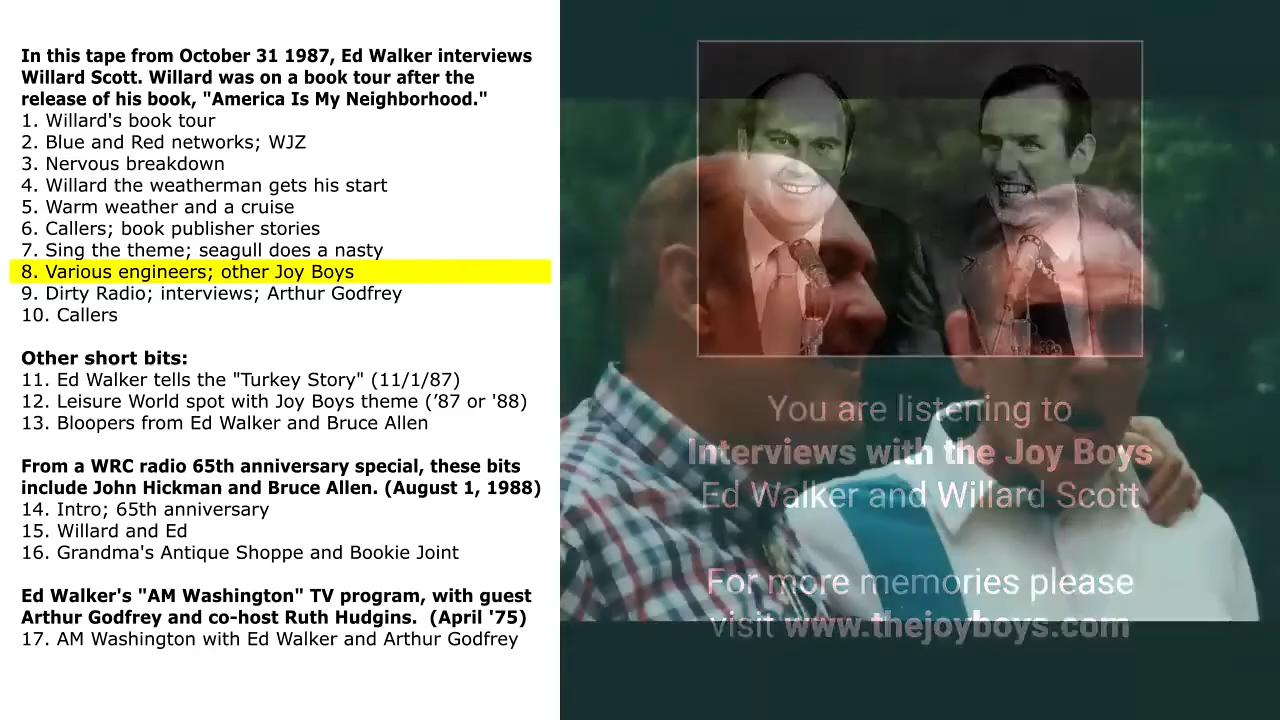 In this tape from October 31 1987, Ed Walker interviews
Willard Scott. Willard was on a book tour after the
release of his book, "America Is My Neighborhood."
1. Willard's book tour
2. Blue and Red networks; WJZ
3. Nervous breakdown
4. Willard the weatherman gets his start
5. Warm weather and a cruise
6. Callers; book publisher stories
7. Sing the theme; seagull does a nasty
8. Various engineers; other Joy Boys
9. Dirty Radio; interviews; Arthur Godfrey
10. Callers
Other short bits:
11. Ed Walker tells the "Turkey Story" (11/1/87)
12. Leisure World spot with Joy Boys theme (’87 or '88)
13. Bloopers from Ed Walker and Bruce Allen
From a WRC radio 65th anniversary special, these bits
include John Hickman and Bruce Allen. (August 1, 1988)
14. Intro; 65th anniversary
15. Willard and Ed
16. Grandma's Antique Shoppe and Bookie Joint
Ed Walker's "AM Washington" TV program, with guest
Arthur Godfrey and co-host Ruth Hudgins. (April '75)
17. AM Washington with Ed Walker and Arthur Godfrey
You are listening to
Interviews with the Joy Boys
Ed Walker and Willard Scott
For more memories please
visit www.thejoyboys.com